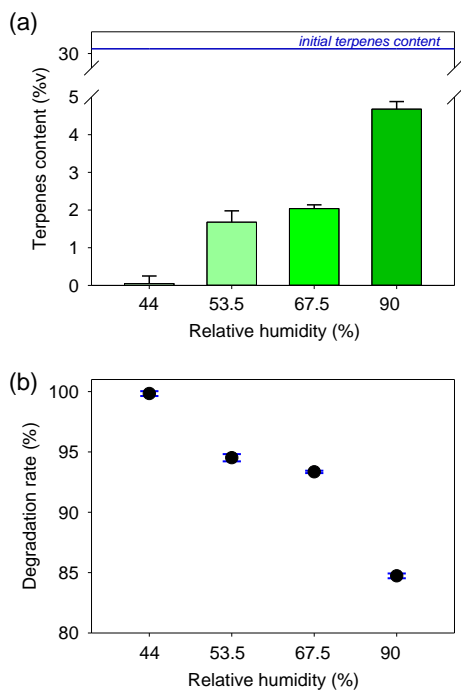 (a)
initial terpenes content
30
5
4
3
2
1
0
Terpenes content (%v)
44 53.5 67.5 90
Relative humidity (%)
(b)
100
95
90
85
80
Degradation rate (%)
44 53.5 67.5 90
Relative humidity (%)